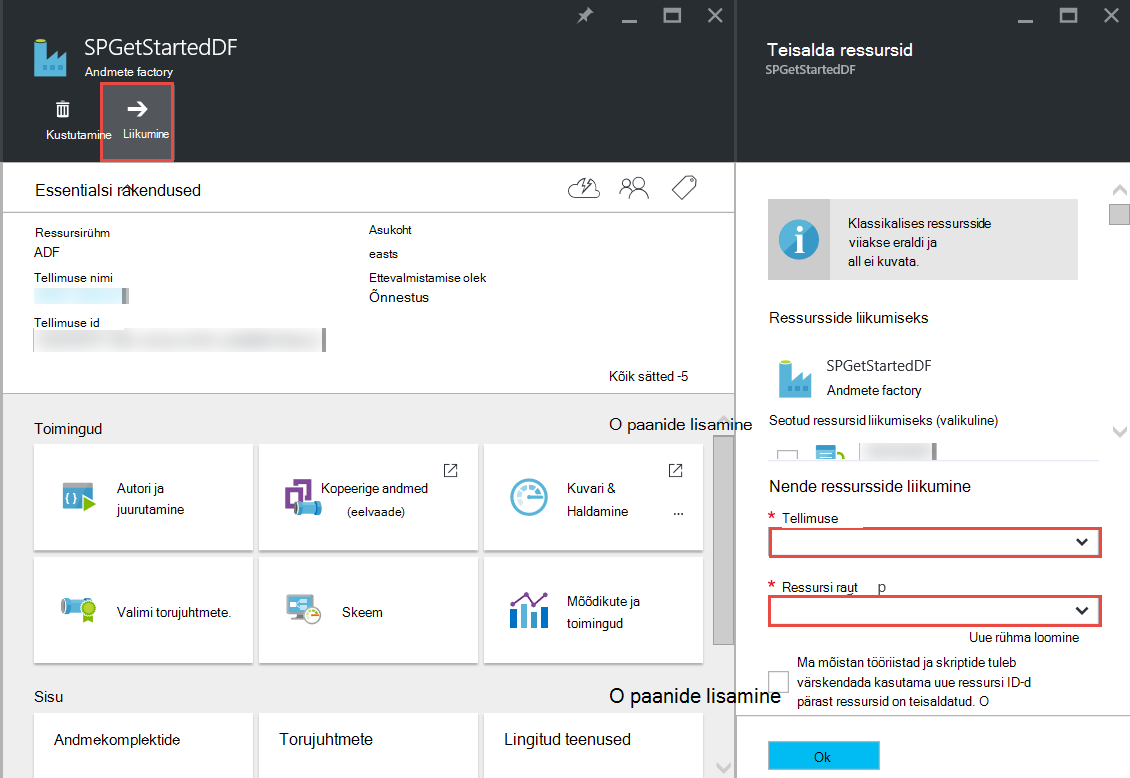 SPGetStartedDF
Andmete factory
Kustutamine
Liikumine
Essentialsi rakendused
Ressursirühm
ADF
Tellimuse nimi
Tellimuse id
Asukoht
easts
Ettevalmistamise olek
Õnnestus
Kõik sätted -5
Toimingud
O paanide lisamine
Autori ja
juurutamine
Kopeerige andmed
(eelvaade)
Kuvari &
Haldamine
...
Valimi torujuhtmete.
Skeem
Mõõdikute ja
toimingud
Sisu
O paanide lisamine
Andmekomplektide
Torujuhtmete
Lingitud teenused
Teisalda ressursid
SPGetStartedDF
Klassikalises ressursside
viiakse eraldi ja
all ei kuvata.
Ressursside liikumiseks
SPGetStartedDF
Andmete factory
Seotud ressursid liikumiseks (valikuline)
Nende ressursside liikumine
* Tellimuse
* Ressursi rayt p
Uue rühma loomine
Ma mõistan tööriistad ja skriptide tuleb
värskendada kasutama uue ressursi ID-d
pärast ressursid on teisaldatud. O
Ok